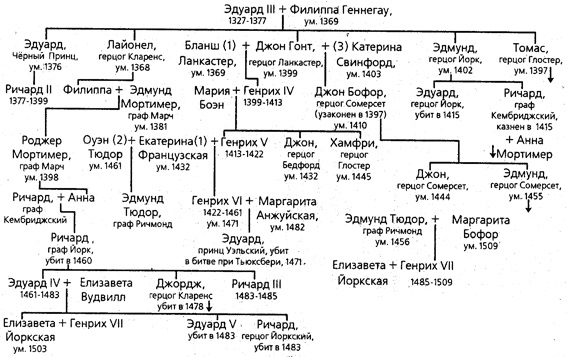 Эдуард III + Филиппа Геннегау
1327-1377 ум. 1369
Эдуард, Лайонел, Бланш (1) + Джон Гонт, + (3) Катерина Эдмунд, Томас,
Чёрный Принц, герцог Кларенс, Ланкастер, герцог Ланкастер, Свинфорд, герцог Йорк, герцог Глостер,
ум. 1376 ум. 1368 ум. 1369 ум. 1399 ум. 1403 ум. 1402 ум. 1397
Ричард II Филиппа + Эдмунд Мария + Генрих IV Джон Бофор, Эдуард, Ричард,
1377-1399 Мортимер, Боэн 1399-1413 герцог Сомерсет герцог Йорк, граф
граф Марч (узаконен в 1397) убит в 1415 Кембриджский,
ум. 1381 ум. 1410 казнен в 1415
+ Анна
Мортимер
Роджер Оуэн (2) + Екатерина(1) + Генрих V Джон, Хамфри,
Мортимер, Тюдор Французская 1413-1422 герцог герцог
граф Марч ум. 1461 ум. 1432 Бедфорд Глостер
ум. 1398 ум. 1432 ум. 1445
Джон, Эдмунд,
герцог Сомерсет, герцог Сомерсет,
ум. 1444 ум. 1455
Ричард, + Анна Эдмунд Генрих VI + Маргарита
граф Тюдор, 1422-1461 Анжуйская,
Кембриджский граф Ричмонд ум. 1471 ум. 1482
Эдмунд Тюдор, + Маргарита
граф Ричмонд Бофор
ум. 1456 ум. 1509
Ричард, Эдуард,
граф Йорк, принц Уэльский, убит
убит в 1460 в битве при Тьюксбери, 1471
Елизавета + Генрих VII
Йоркская 1485-1509
Эдуард IV + Елизавета Джордж, Ричард III
1461-1483 Вудвилл герцог Кларенс 1483-1485
убит в 1478
Елизавета + Генрих VII Эдуард V Ричард,
Йоркская убит в 1483 герцог Йоркский,
ум. 1503 убит в 1483